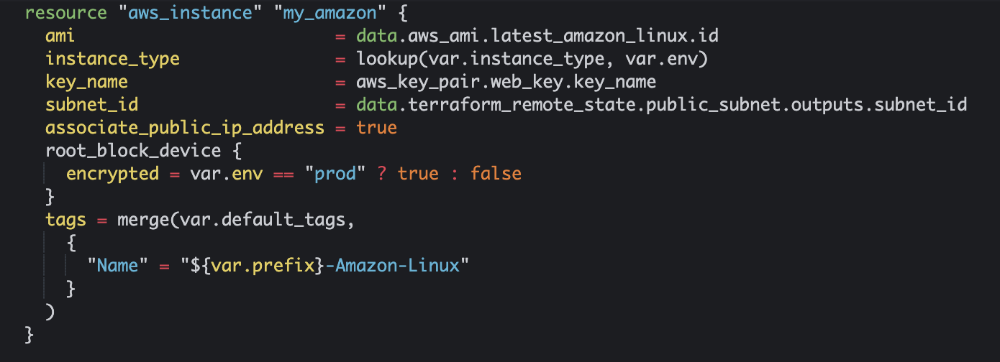 resource "aws_instance" "my_amazon" {
  ami                         = data.aws_ami.latest_amazon_linux.id
  instance_type               = lookup(var.instance_type, var.env)
  key_name                    = aws_key_pair.web_key.key_name
  subnet_id                   = data.terraform_remote_state.public_subnet.outputs.subnet_id
  associate_public_ip_address = true
  root_block_device {
    encrypted = var.env == "prod" ? true : false
  }
  tags = merge(var.default_tags,
    {
      "Name" = "${var.prefix}-Amazon-Linux"
    }
  )
}